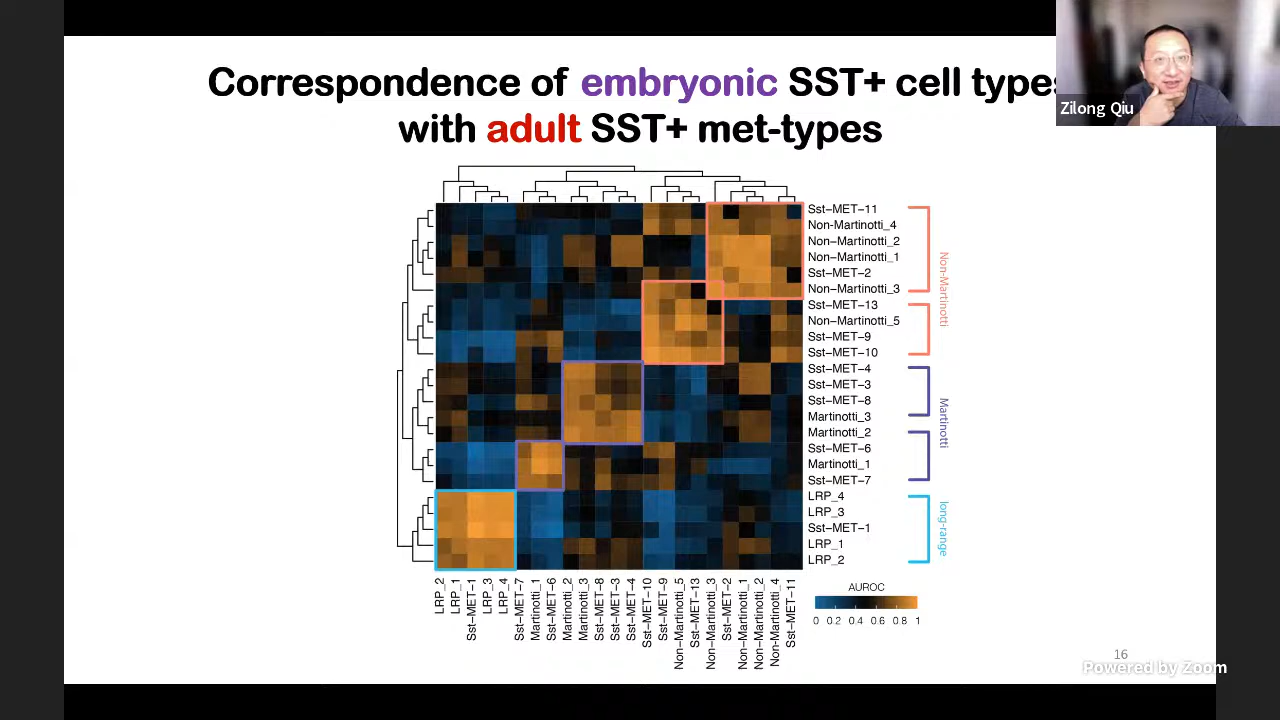 Correspondence of embryonic SST+ cell types
with adult SST+ met-types
Zilong Qiu
Sst-MET-11
Non-Martinotti_4
Non-Martinotti_2
Non-Martinotti_1
Sst-MET-2
Non-Martinotti_3
Sst-MET-13
Non-Martinotti_5
Sst-MET-9
Sst-MET-10
Sst-MET-4
Sst-MET-3
Sst-MET-8
Martinotti_3
Martinotti_2
Sst-MET-6
Martinotti_1
Sst-MET-7
LRP_4
LRP_3
Sst-MET-1
LRP_1
LRP_2
Non-Martinotti
Martinotti
long-range
LRP_2
LRP_1
Sst-MET-1
LRP_3
LRP_4
Sst-MET-7
Martinotti_1
Sst-MET-6
Martinotti_2
Martinotti_3
Sst-MET-8
Sst-MET-3
Sst-MET-4
Sst-MET-10
Sst-MET-9
Non-Martinotti_5
Sst-MET-13
Non-Martinotti_3
Sst-MET-2
Non-Martinotti_1
Non-Martinotti_2
Non-Martinotti_4
Sst-MET-11
AUROC
0 0.2 0.4 0.6 0.8 1
16
Powered by Zoom